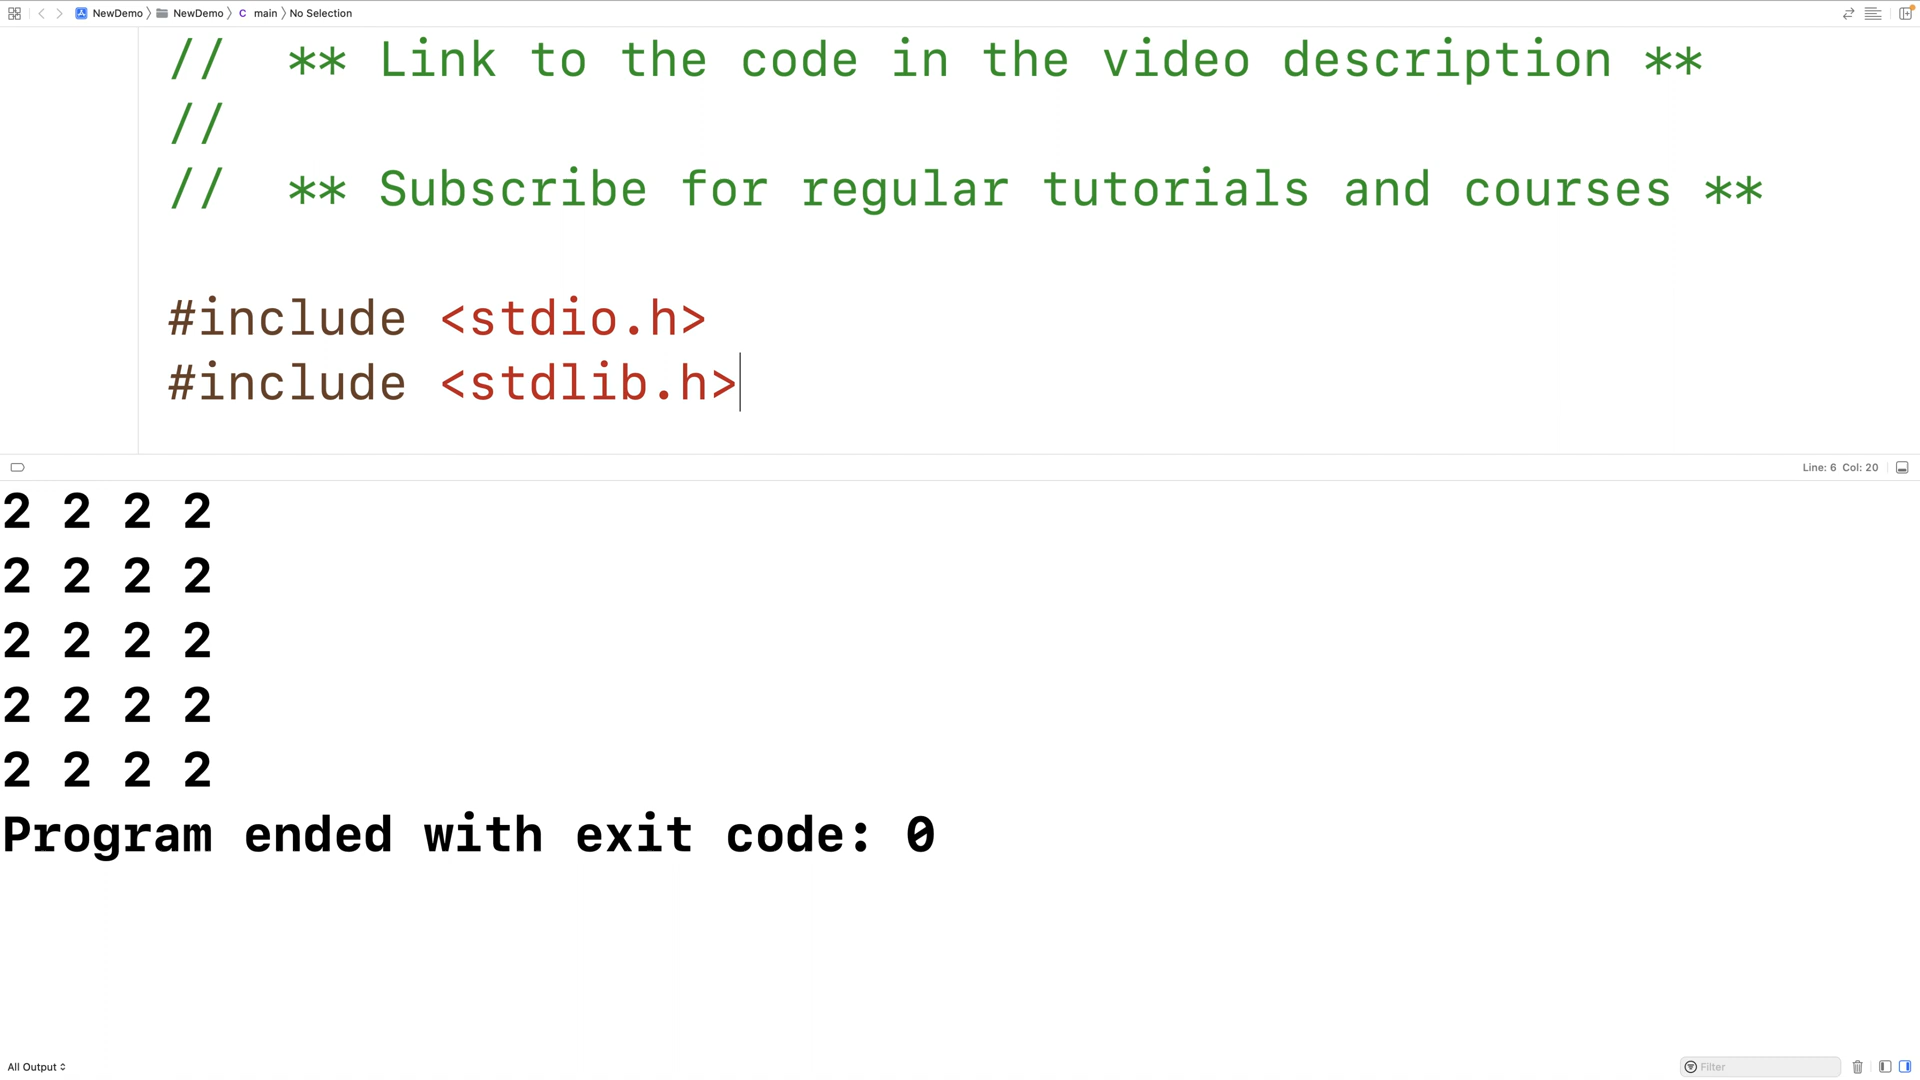 NewDemo 〉 NewDemo 〉 C main 〉 No Selection
// ** Link to the code in the video description **
//
// ** Subscribe for regular tutorials and courses **
#include <stdio.h>
#include <stdlib.h>
Line: 6 Col: 20
2 2 2 2
2 2 2 2
2 2 2 2
2 2 2 2
2 2 2 2
Program ended with exit code: 0
All Output
Filter